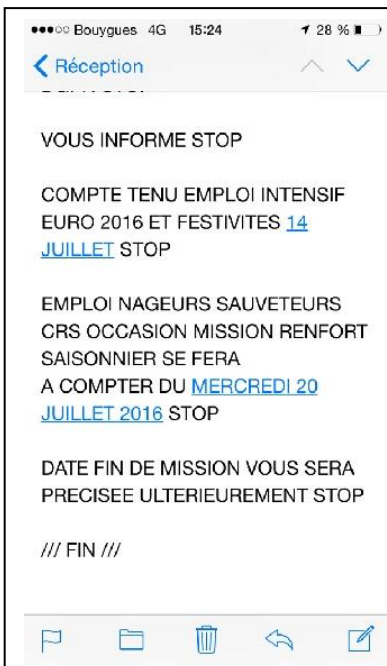 Bouygues 4G 15:24 28 %
Réception
VOUS INFORME STOP
COMPTE TENU EMPLOI INTENSIF
EURO 2016 ET FESTIVITES 14
JUILLET STOP
EMPLOI NAGEURS SAUVETEURS
CRS OCCASION MISSION RENFORT
SAISONNIER SE FERA
A COMPTER DU MERCREDI 20
JUILLET 2016 STOP
DATE FIN DE MISSION VOUS SERA
PRECISEE ULTERIEUREMENT STOP
/// FIN ///